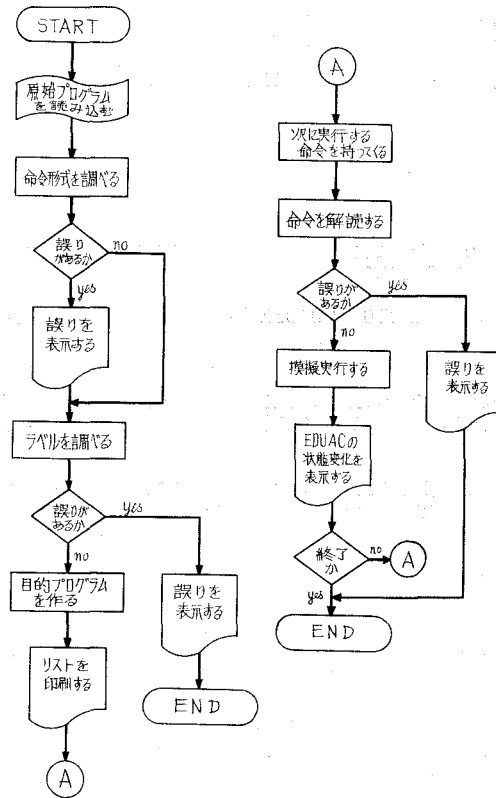 START
原始プログラム
を読み込む
命令形式を調べる
誤り
があるか
no
yes
誤りを
表示する
ラベルを調べる
誤りが
あるか
yes
no
目的プログラム
を作る
誤りを
表示する
リストを
印刷する
END
A
A
次に実行する
命令を持ってくる
命令を解読する
誤りが
あるか
yes
no
模擬実行する
誤りを
表示する
EDUACの
状態変化を
表示する
終了
か
no
A
yes
END